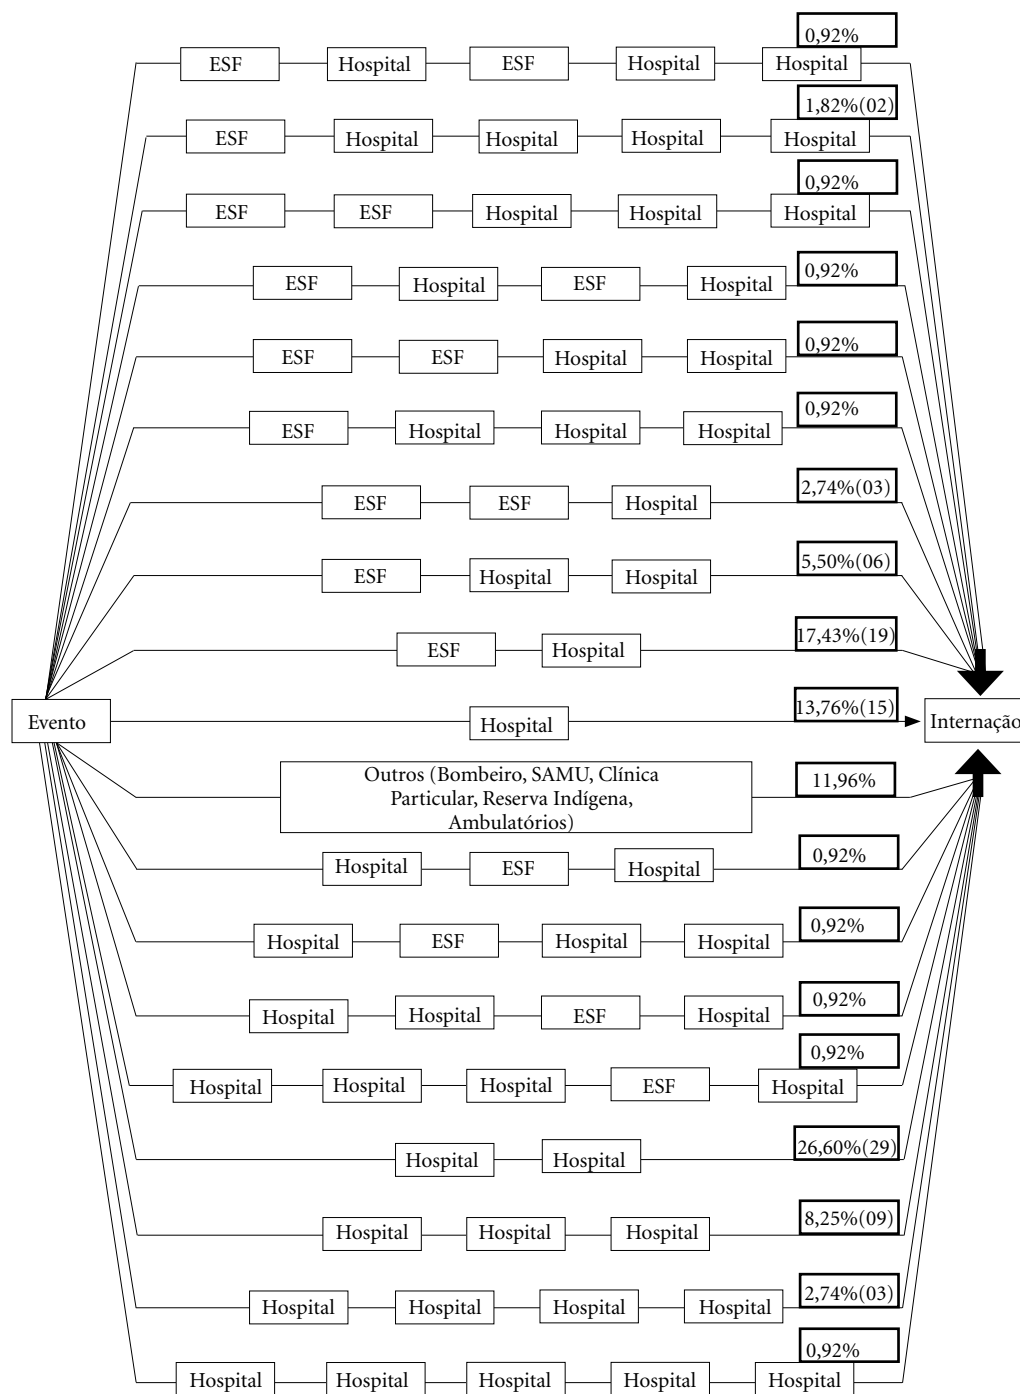 0,92%
ESF Hospital ESF Hospital Hospital
1,82%(02)
ESF Hospital Hospital Hospital Hospital
0,92%
ESF ESF Hospital Hospital Hospital
0,92%
ESF Hospital ESF Hospital
0,92%
ESF ESF Hospital Hospital
0,92%
ESF Hospital Hospital Hospital
2,74%(03)
ESF ESF Hospital
5,50%(06)
ESF Hospital Hospital
17,43%(19)
ESF Hospital
13,76%(15)
Evento Hospital Internação
Outros (Bombeiro, SAMU, Clínica
Particular, Reserva Indígena,
Ambulatórios)
11,96%
0,92%
Hospital ESF Hospital
0,92%
Hospital ESF Hospital Hospital
0,92%
Hospital Hospital ESF Hospital
0,92%
Hospital Hospital Hospital ESF Hospital
26,60%(29)
Hospital Hospital
8,25%(09)
Hospital Hospital Hospital
2,74%(03)
Hospital Hospital Hospital Hospital
0,92%
Hospital Hospital Hospital Hospital Hospital